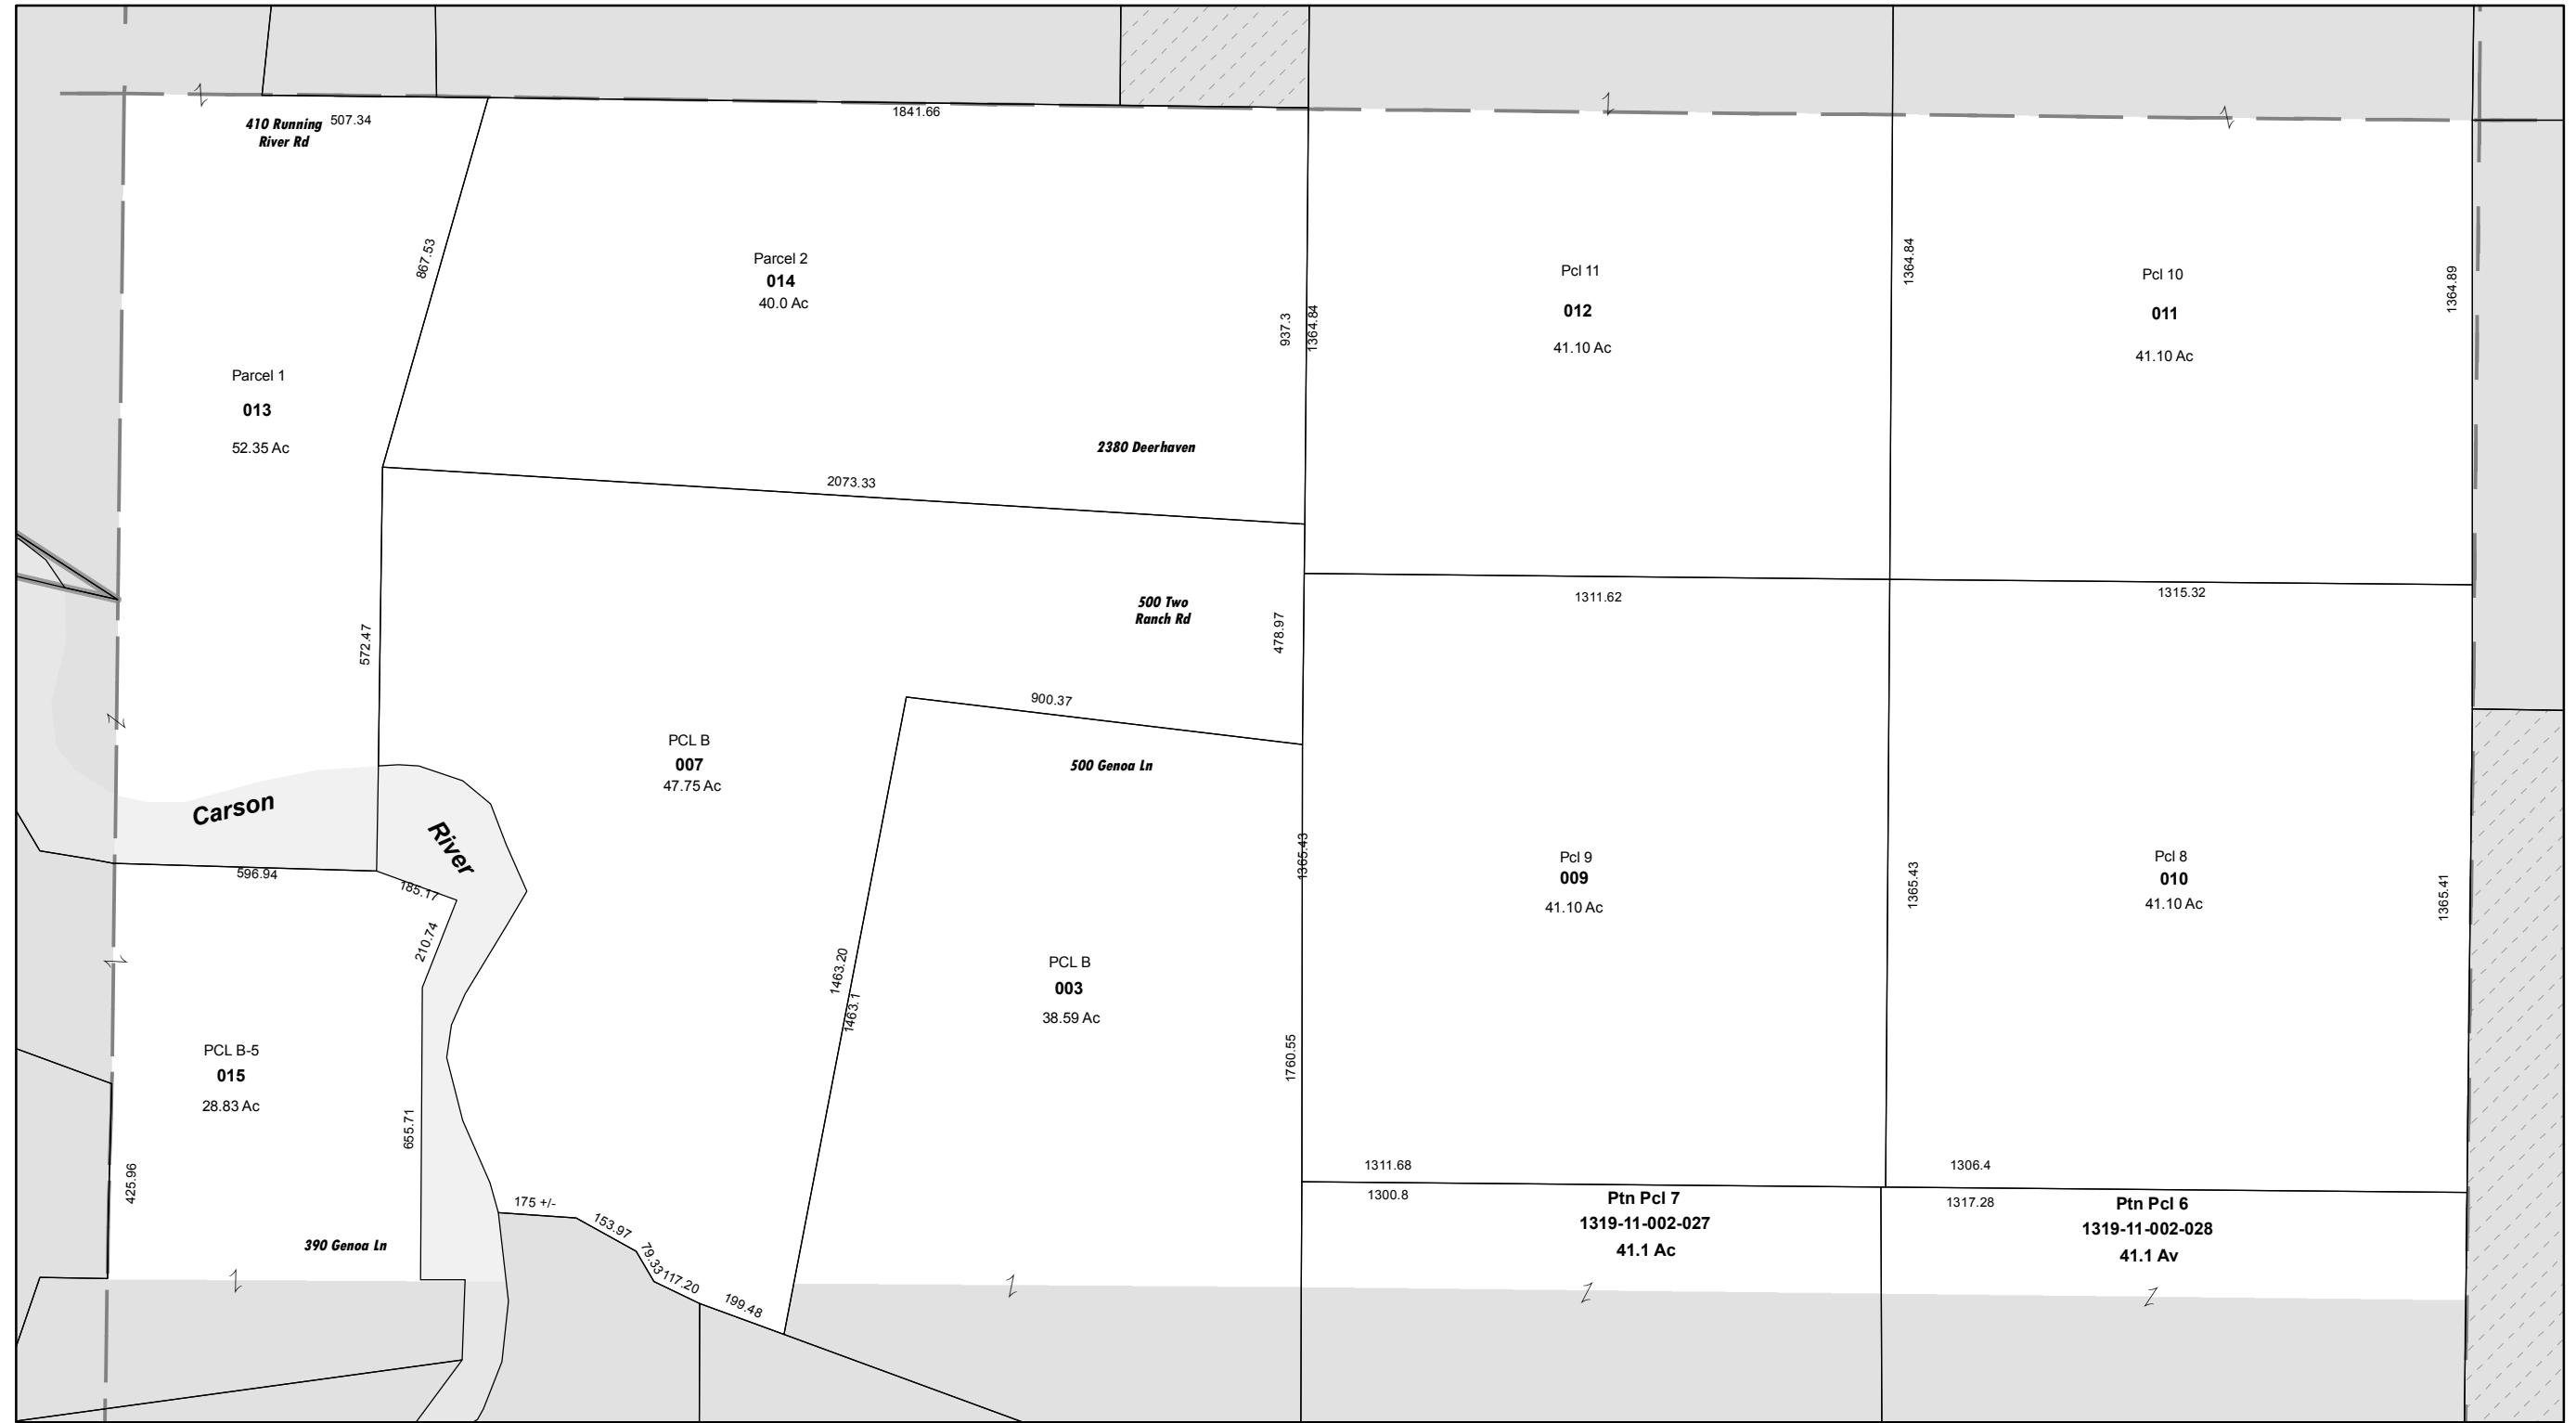 410 Running
River Rd
507.34
1841.66
867.53
Parcel 2
014
40.0 Ac
937.3
1364.84
Pcl 11
012
41.10 Ac
1364.84
Pcl 10
011
41.10 Ac
1364.89
Parcel 1
013
52.35 Ac
2380 Deerhaven
2073.33
500 Two
Ranch Rd
478.97
572.47
1311.62
1315.32
900.37
500 Genoa Ln
PCL B
007
47.75 Ac
Carson
River
596.94
185.17
210.74
1365.43
Pcl 9
009
41.10 Ac
1365.43
Pcl 8
010
41.10 Ac
1365.41
1463.20
1463.1
PCL B
003
38.59 Ac
1760.55
PCL B-5
015
28.83 Ac
655.71
425.96
390 Genoa Ln
175 +/-
153.97
79.33
117.20
199.48
1311.68
1306.4
1300.8
Ptn Pcl 7
1319-11-002-027
41.1 Ac
1317.28
Ptn Pcl 6
1319-11-002-028
41.1 Av